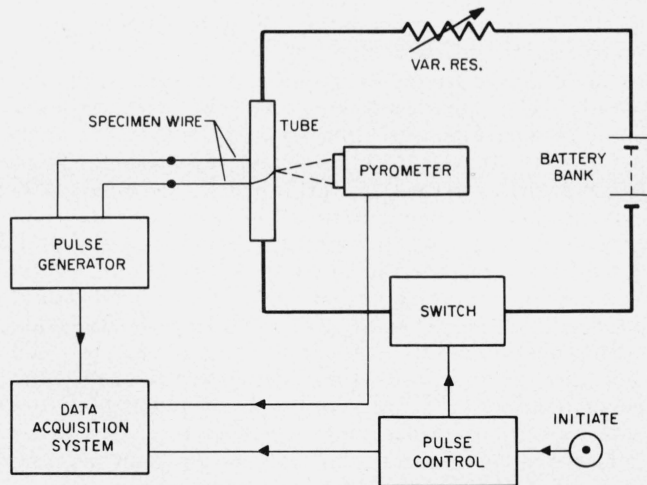 VAR. RES.
SPECIMEN WIRE
TUBE
PYROMETER
BATTERY
BANK
PULSE
GENERATOR
SWITCH
DATA
ACQUISITION
SYSTEM
PULSE
CONTROL
INITIATE